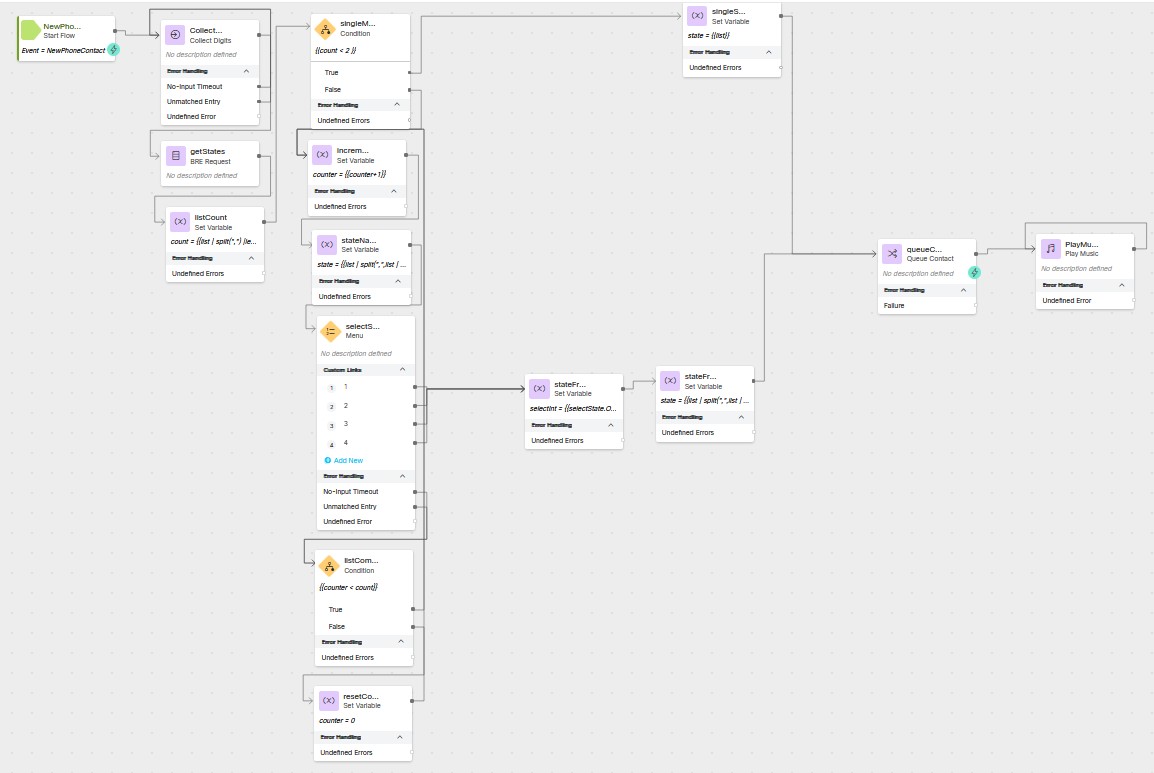 NewPho...
Start Flow
Event = NewPhoneContact
Collect...
Collect Digits
No description defined
Error Handling
No-Input Timeout
Unmatched Entry
Undefined Error
getStates
BRE Request
No description defined
listCount
Set Variable
count = {{list | split(",") |le...
Error Handling
Undefined Errors
singleM...
Condition
{{count < 2 }}
True
False
Error Handling
Undefined Errors
increm...
Set Variable
counter = {{counter+1}}
Error Handling
Undefined Errors
stateNa...
Set Variable
state = {{list | split(",",list | ...
Error Handling
Undefined Errors
selectS...
Menu
No description defined
Custom Links
1 1
2 2
3 3
4 4
Add New
Error Handling
No-Input Timeout
Unmatched Entry
Undefined Error
listCom...
Condition
{{counter < count}}
True
False
Error Handling
Undefined Errors
resetCo...
Set Variable
counter = 0
Error Handling
Undefined Errors
stateFr...
Set Variable
selectInt = {{selectState.O...
Error Handling
Undefined Errors
stateFr...
Set Variable
state = {{list | split(",",list | ...
Error Handling
Undefined Errors
singleS...
Set Variable
state = {{list}}
Error Handling
Undefined Errors
queueC...
Queue Contact
No description defined
Error Handling
Failure
PlayMu...
Play Music
No description defined
Error Handling
Undefined Error